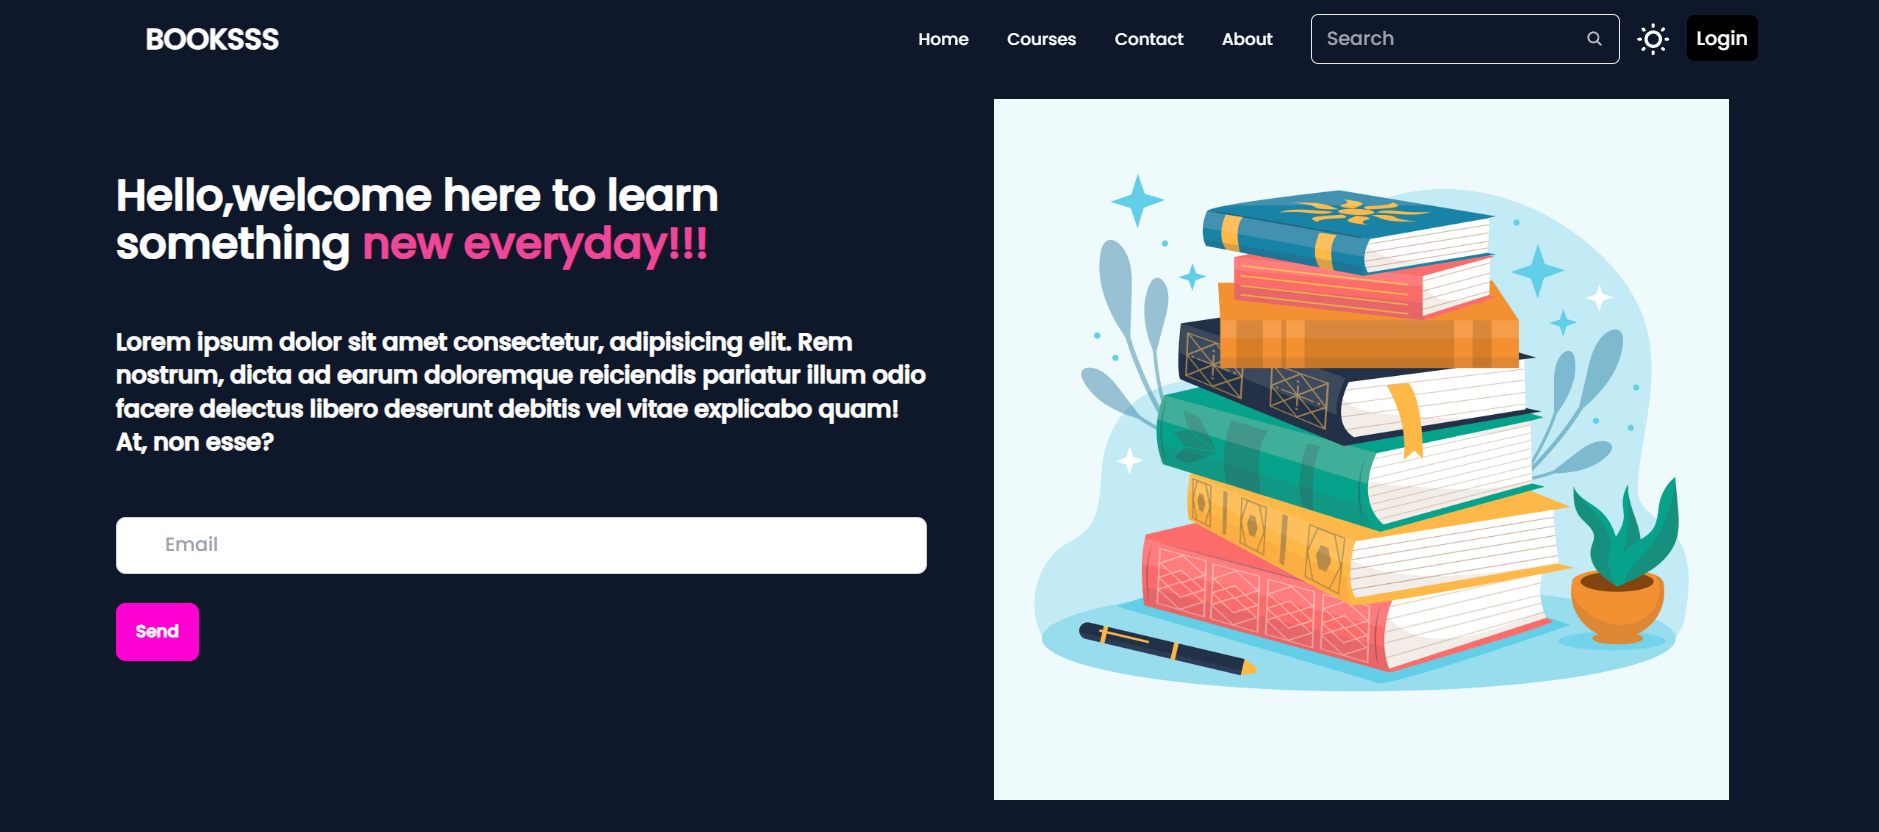 BOOKSSS
Home Courses Contact About Search Login
Hello,welcome here to learn
something new everyday!!!
Lorem ipsum dolor sit amet consectetur, adipisicing elit. Rem
nostrum, dicta ad earum doloremque reiciendis pariatur illum odio
facere delectus libero deserunt debitis vel vitae explicabo quam!
At, non esse?
Email
Send